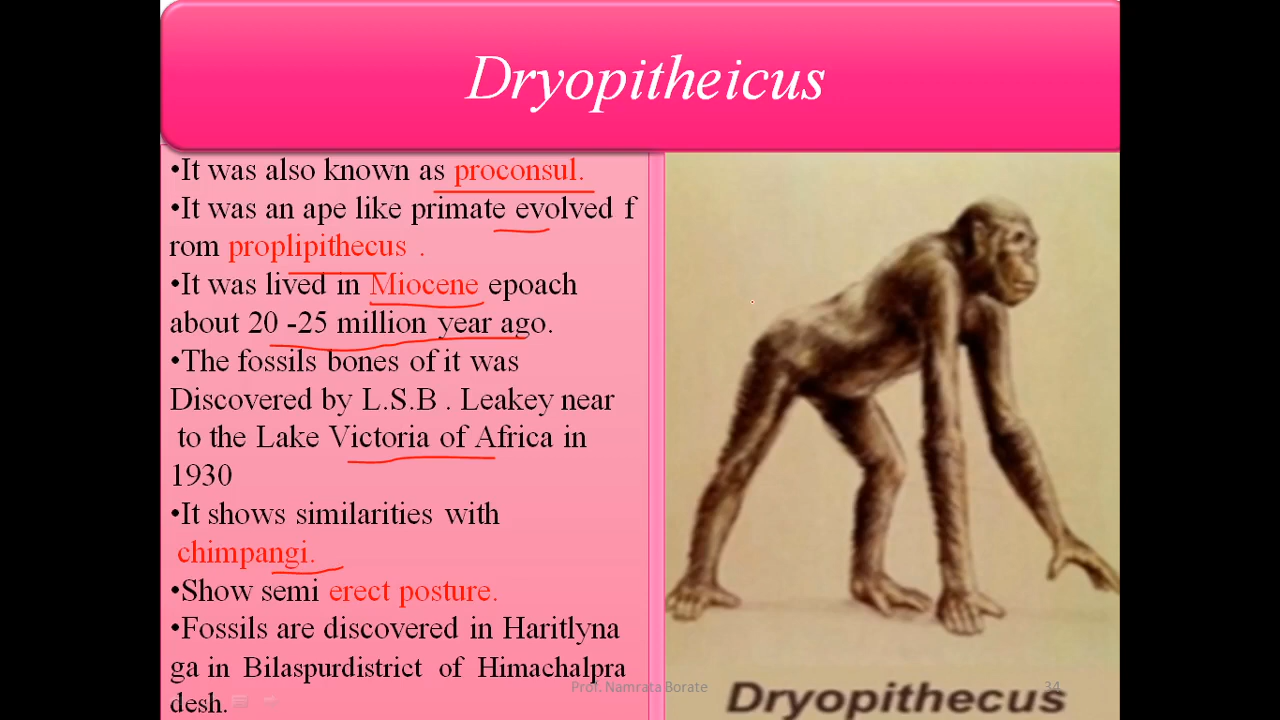 Dryopitheicus
•It was also known as proconsul.
•It was an ape like primate evolved f
rom proplipithecus .
•It was lived in Miocene epoach
about 20 -25 million year ago.
•The fossils bones of it was
Discovered by L.S.B . Leakey near
to the Lake Victoria of Africa in
1930
•It shows similarities with
chimpangi.
•Show semi erect posture.
•Fossils are discovered in Haritlyna
ga in Bilaspurdistrict of Himachalpra
desh.
Prof. Namrata Borate
34
Dryopithecus